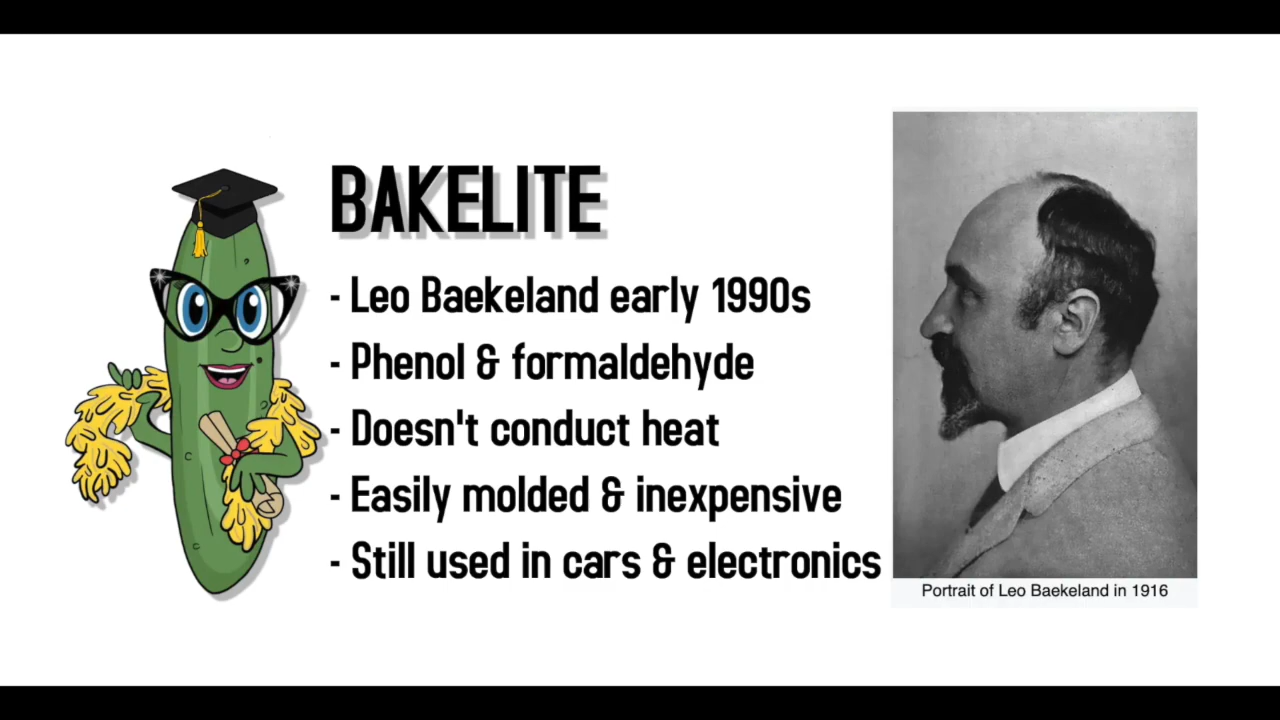 BAKELITE
- Leo Baekeland early 1990s
- Phenol & formaldehyde
- Doesn't conduct heat
- Easily molded & inexpensive
- Still used in cars & electronics
Portrait of Leo Baekeland in 1916